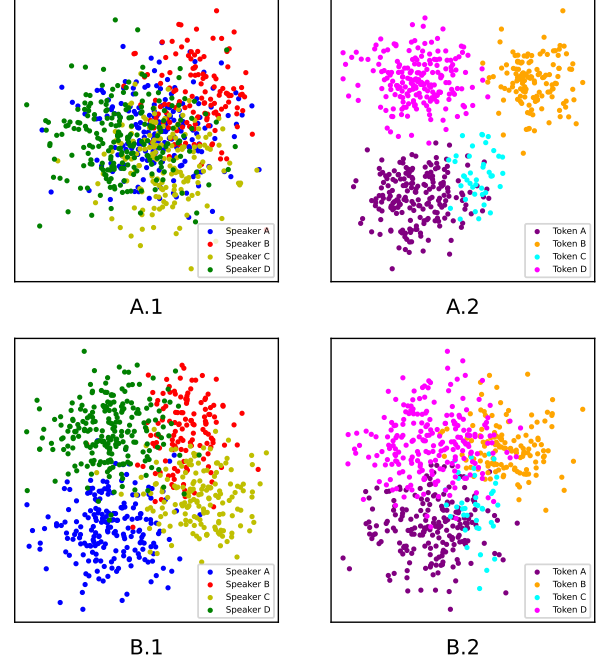 Speaker A
Speaker B
Speaker C
Speaker D
A.1
Token A
Token B
Token C
Token D
A.2
Speaker A
Speaker B
Speaker C
Speaker D
B.1
Token A
Token B
Token C
Token D
B.2